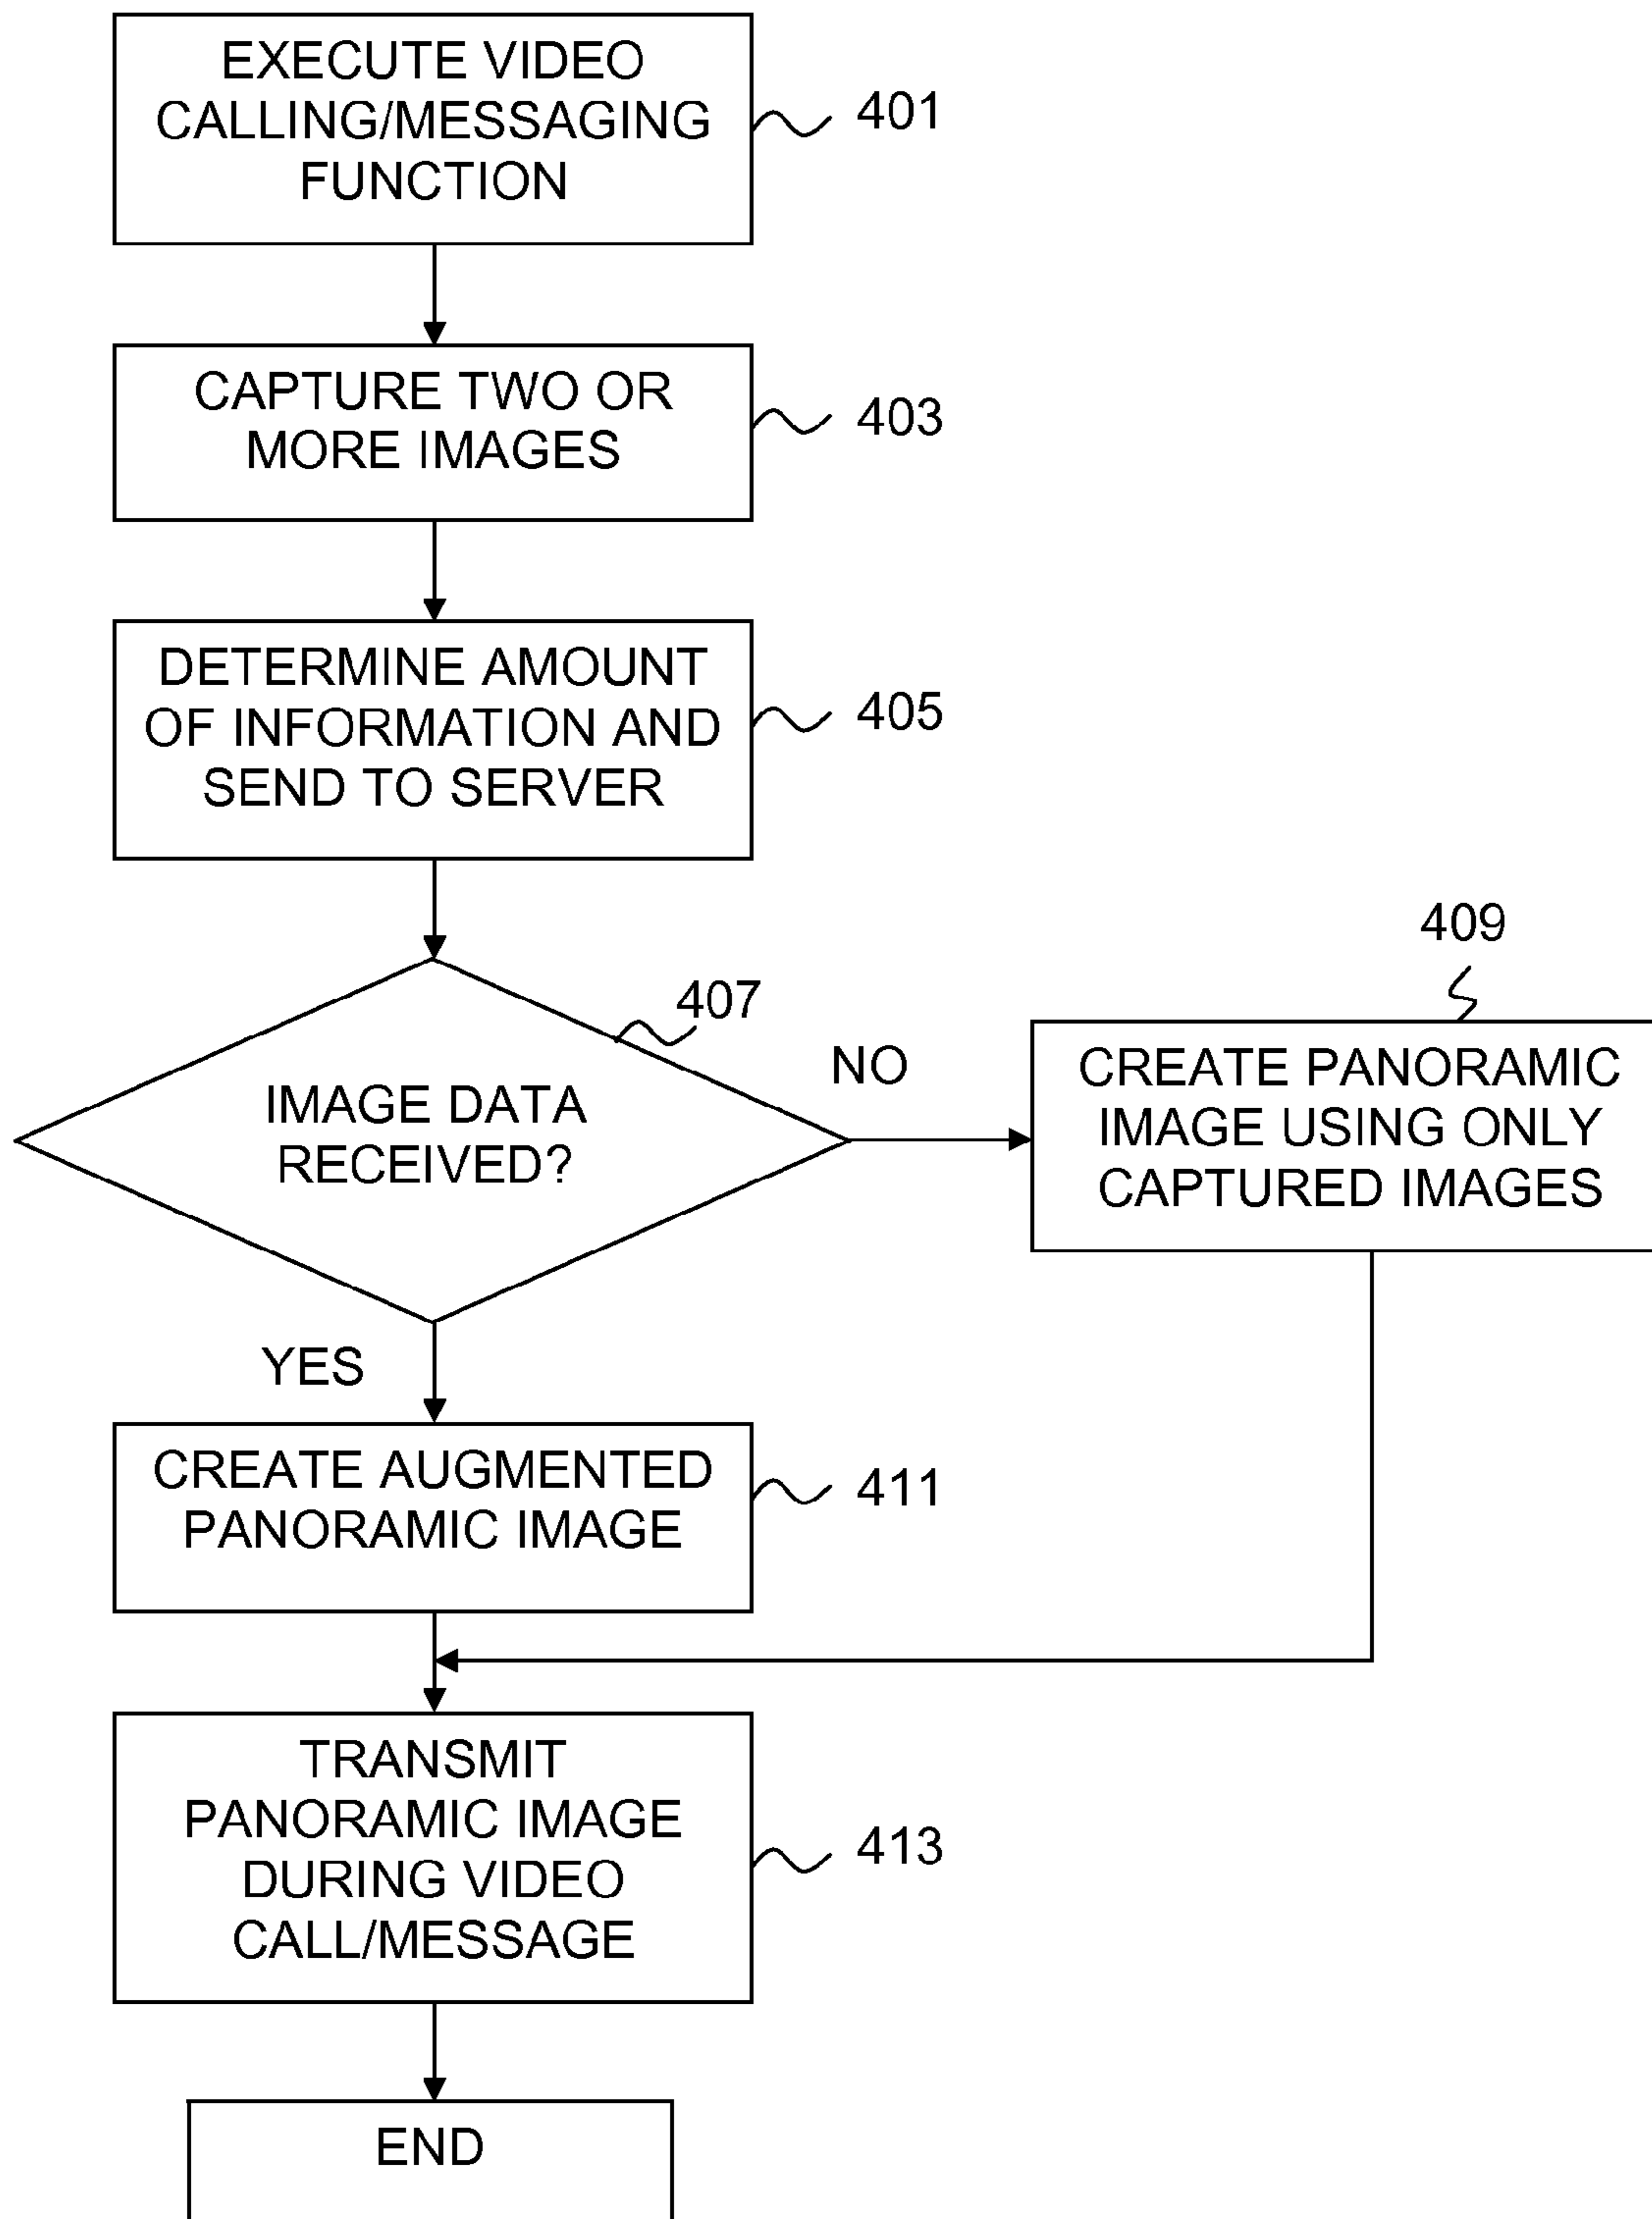 EXECUTE VIDEO
CALLING/MESSAGING
FUNCTION
401
CAPTURE TWO OR
MORE IMAGES
403
DETERMINE AMOUNT
OF INFORMATION AND
SEND TO SERVER
405
407
IMAGE DATA
RECEIVED?
NO
409
CREATE PANORAMIC
IMAGE USING ONLY
CAPTURED IMAGES
YES
CREATE AUGMENTED
PANORAMIC IMAGE
411
TRANSMIT
PANORAMIC IMAGE
DURING VIDEO
CALL/MESSAGE
413
END